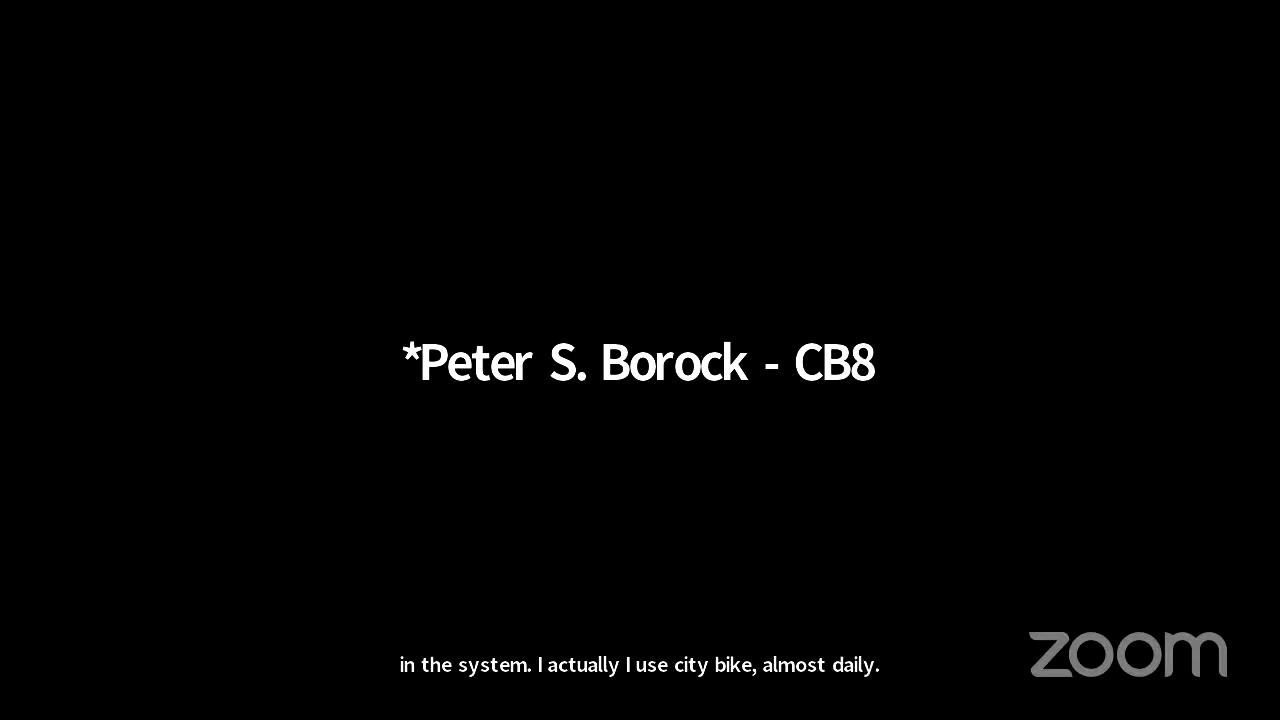 *Peter S. Borock - CB8
in the system. I actually I use city bike, almost daily.
zoom